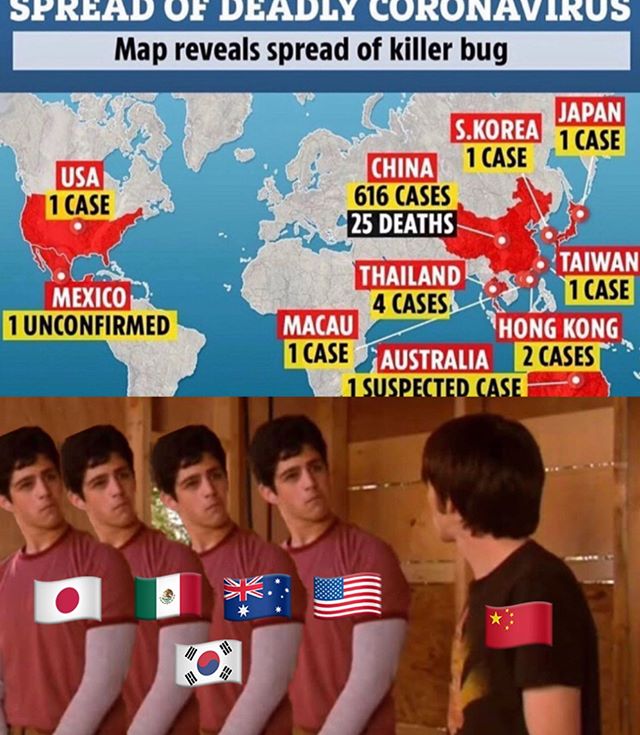 SPREAD OF DEADLY CORONAVIRUS
Map reveals spread of killer bug
JAPAN
1 CASE
S.KOREA
1 CASE
CHINA
616 CASES
25 DEATHS
USA
1 CASE
TAIWAN
1 CASE
THAILAND
4 CASES
MEXICO
1 UNCONFIRMED
MACAU
1 CASE
HONG KONG
2 CASES
AUSTRALIA
1 SUSPECTED CASE